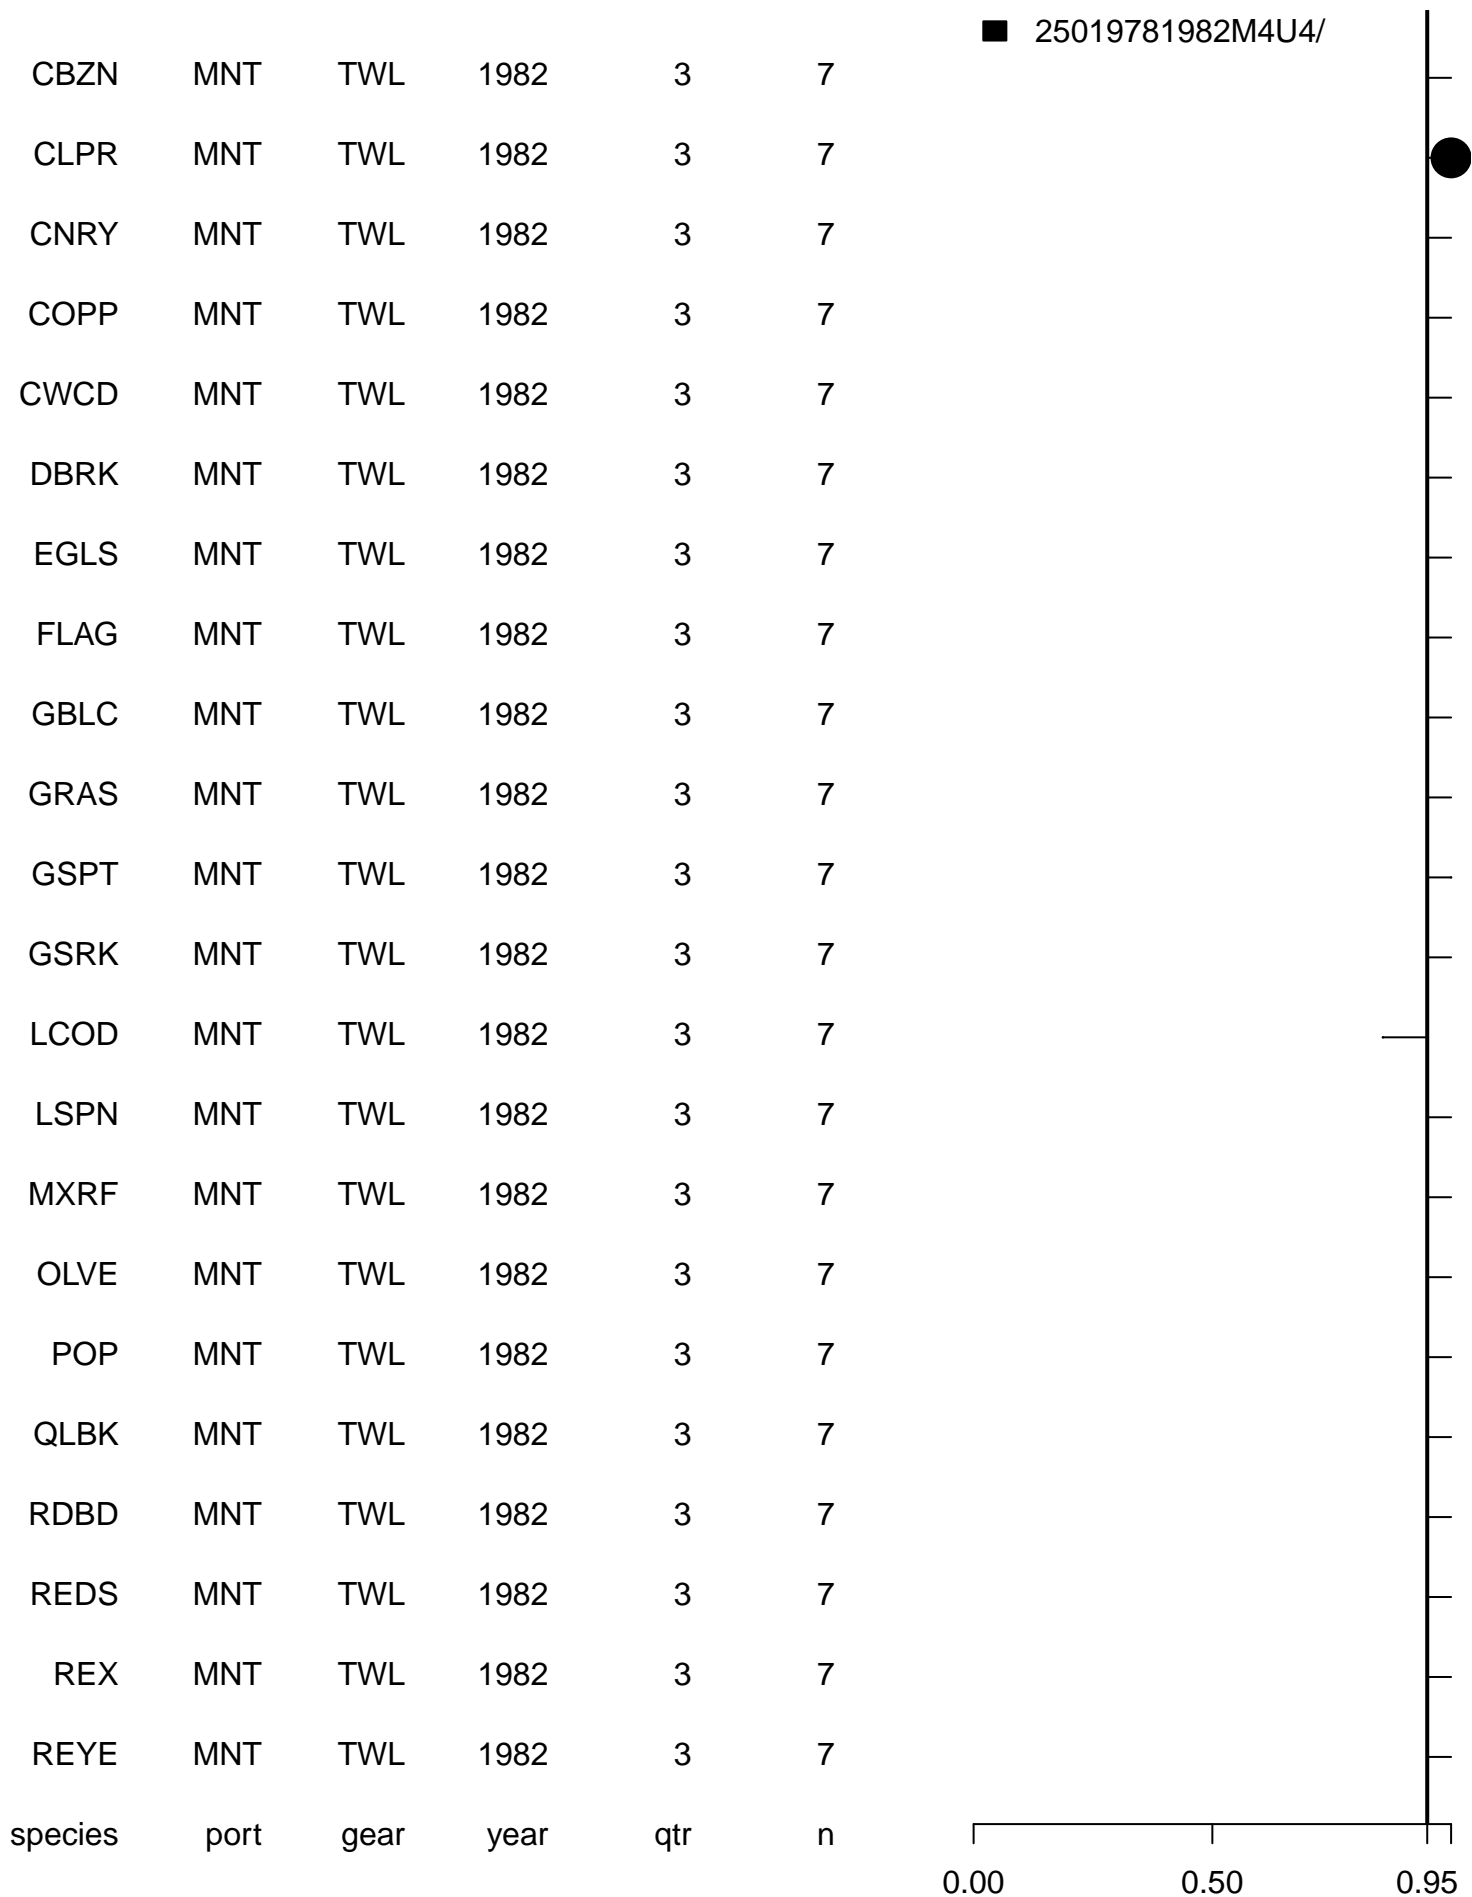 25019781982M4U4/
CBZN MNT TWL 1982 3 7
CLPR MNT TWL 1982 3 7
CNRY MNT TWL 1982 3 7
COPP MNT TWL 1982 3 7
CWCD MNT TWL 1982 3 7
DBRK MNT TWL 1982 3 7
EGLS MNT TWL 1982 3 7
FLAG MNT TWL 1982 3 7
GBLC MNT TWL 1982 3 7
GRAS MNT TWL 1982 3 7
GSPT MNT TWL 1982 3 7
GSRK MNT TWL 1982 3 7
LCOD MNT TWL 1982 3 7
LSPN MNT TWL 1982 3 7
MXRF MNT TWL 1982 3 7
OLVE MNT TWL 1982 3 7
POP MNT TWL 1982 3 7
QLBK MNT TWL 1982 3 7
RDBD MNT TWL 1982 3 7
REDS MNT TWL 1982 3 7
REX MNT TWL 1982 3 7
REYE MNT TWL 1982 3 7
species port gear year qtr n
0.00 0.50 0.95